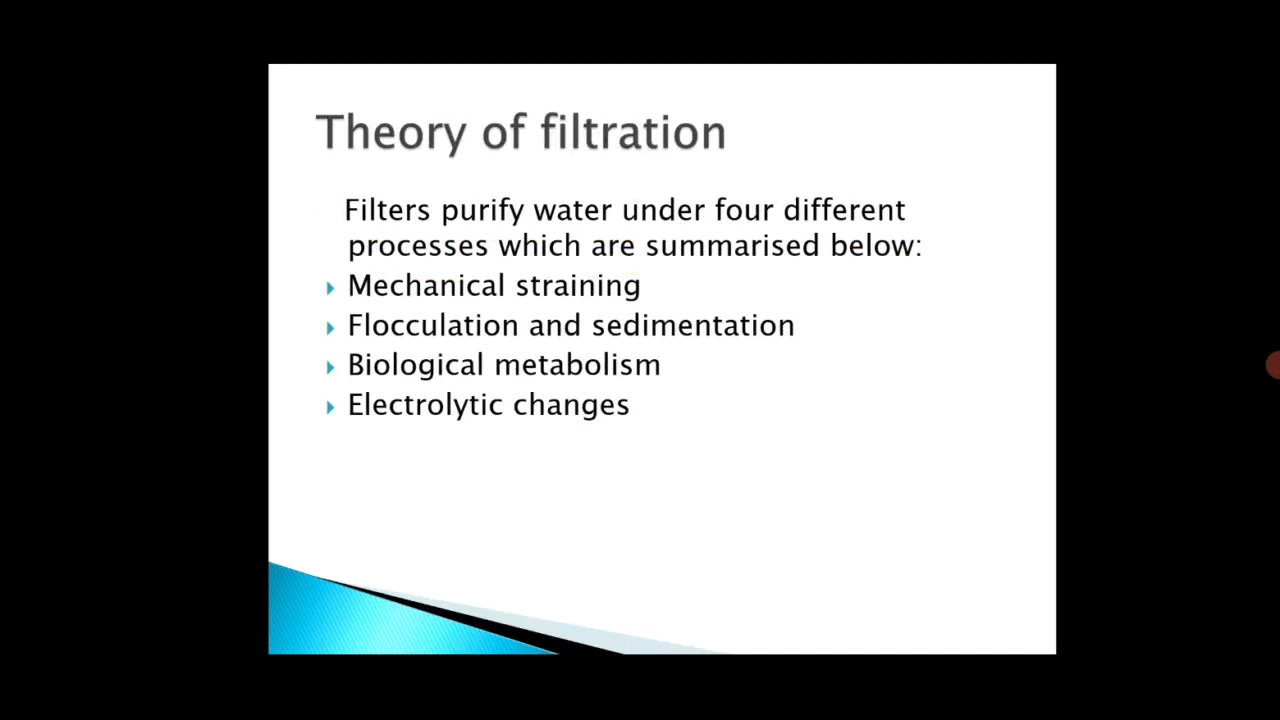 Theory of filtration
Filters purify water under four different
processes which are summarised below:
Mechanical straining
Flocculation and sedimentation
Biological metabolism
Electrolytic changes